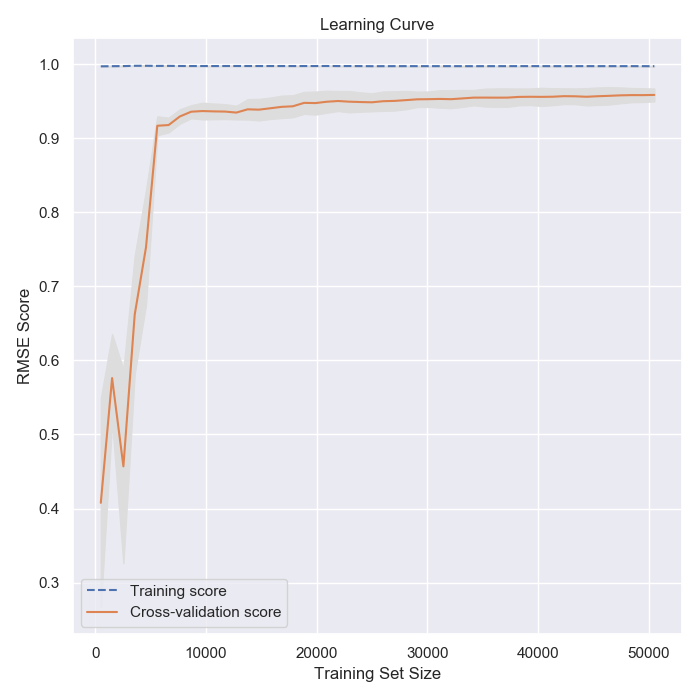 Learning Curve
1.0
0.9
0.8
0.7
0.6
0.5
0.4
0.3
RMSE Score
Training score
Cross-validation score
0 10000 20000 30000 40000 50000
Training Set Size